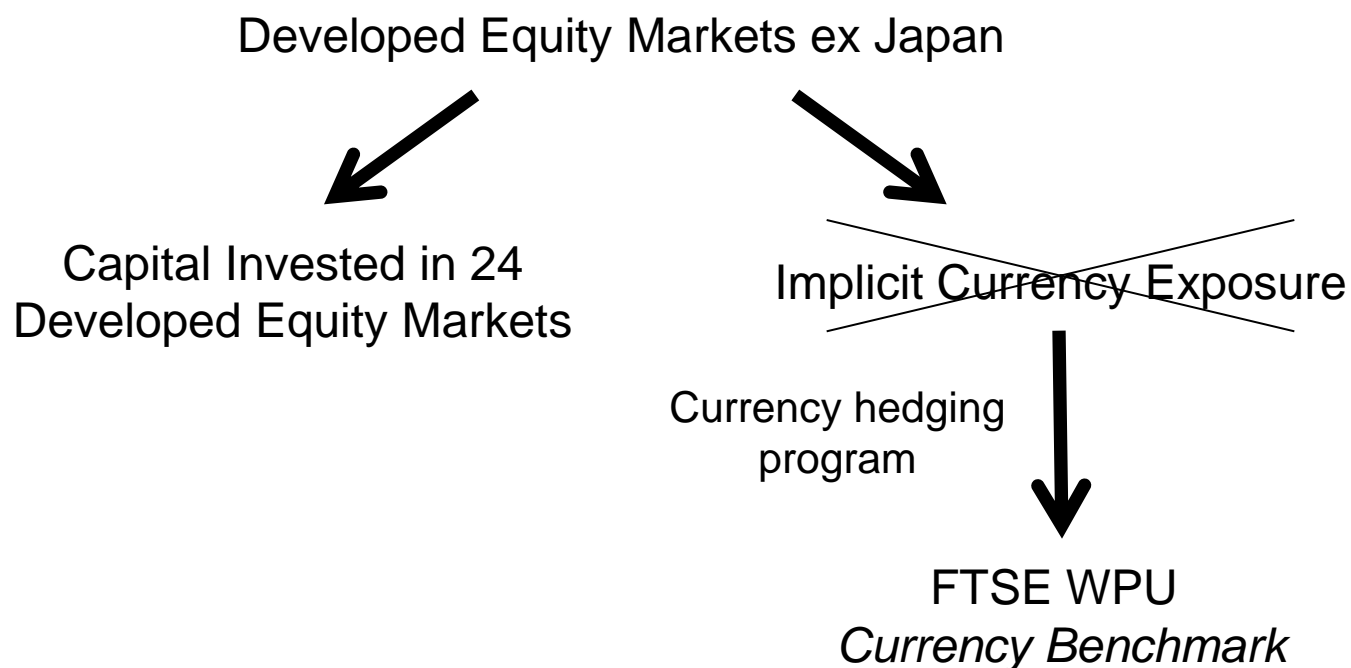 Developed Equity Markets ex Japan
Capital Invested in 24
Developed Equity Markets
Implicit Currency Exposure
Currency hedging
program
FTSE WPU
Currency Benchmark